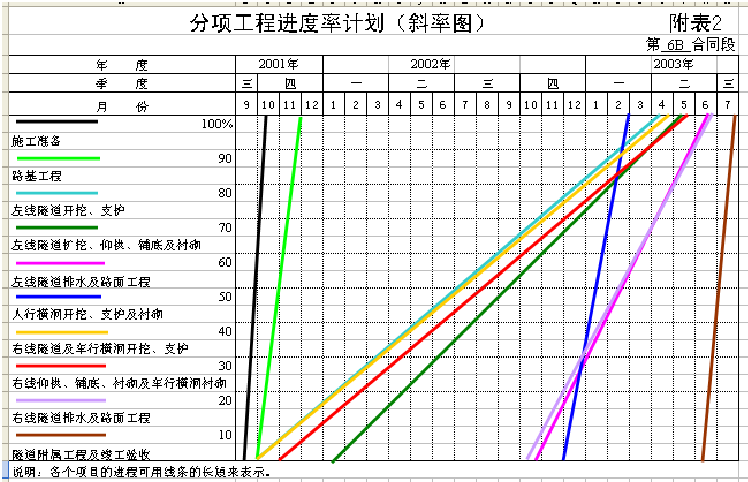 分项工程进度率计划（斜率图） 附表2
第 6B 合同段
年 度 2001年 2002年 2003年
季 度 三 四 一 二 三 四 一 二 三
月 份 9 10 11 12 1 2 3 4 5 6 7 8 9 10 11 12 1 2 3 4 5 6 7
100%
施工准备
90
路基工程
80
左线隧道开挖、支护
70
左线隧道扩挖、仰拱、铺底及衬砌
60
左线隧道排水及路面工程
50
人行横洞开挖、支护及衬砌
40
右线隧道及车行横洞开挖、支护
30
右线仰拱、铺底、衬砌及车行横洞衬砌
20
右线隧道排水及路面工程
10
隧道附属工程及竣工验收
说明：各个项目的进程可用线条的长短来表示。